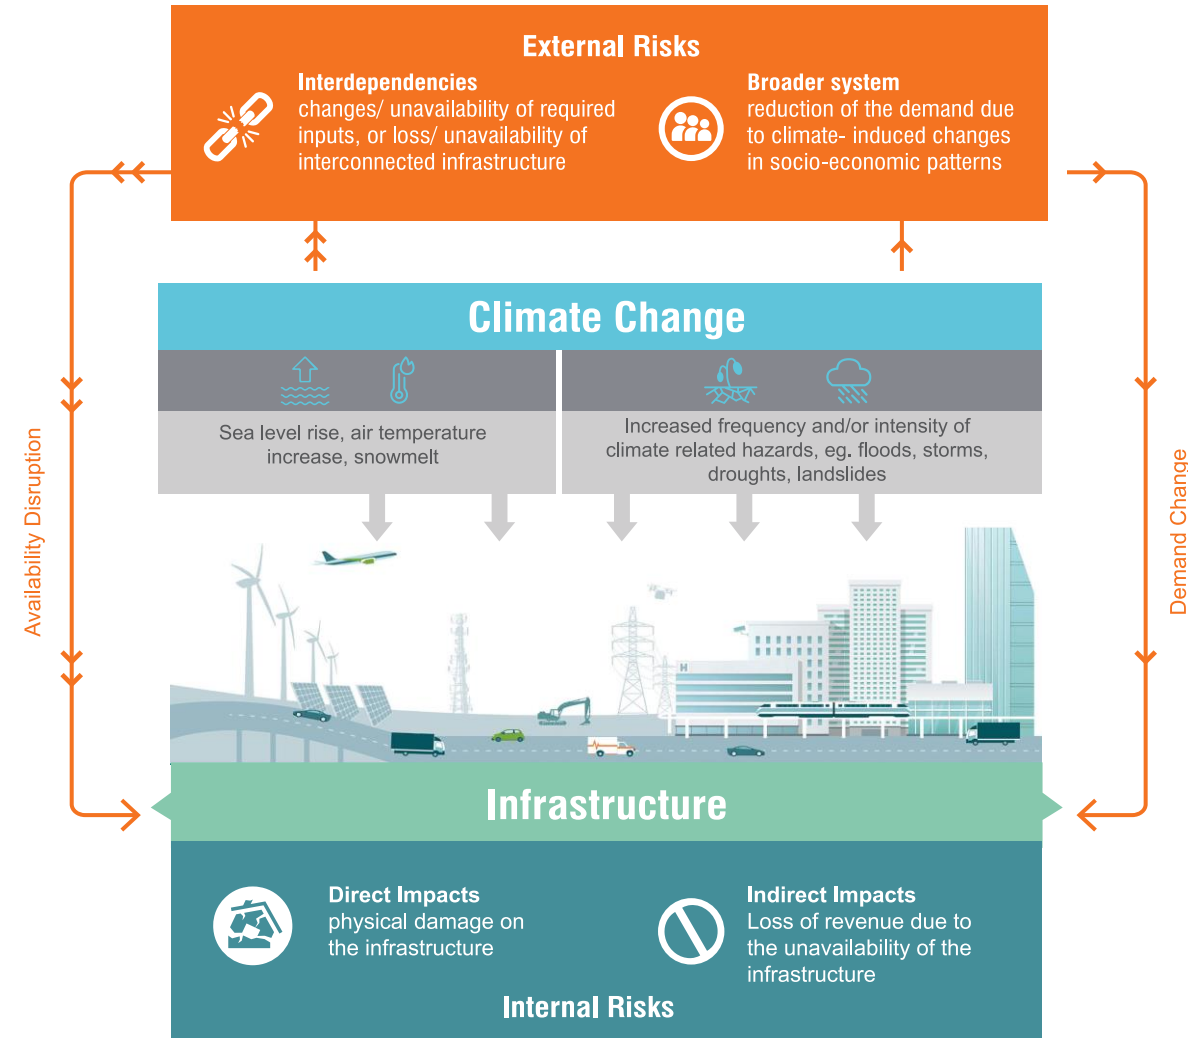 External Risks
Interdependencies
changes/ unavailability of required
inputs, or loss/ unavailability of
interconnected infrastructure
Broader system
reduction of the demand due
to climate- induced changes
in socio-economic patterns
Climate Change
Sea level rise, air temperature
increase, snowmelt
Increased frequency and/or intensity of
climate related hazards, eg. floods, storms,
droughts, landslides
Availability Disruption
Demand Change
H
Infrastructure
Direct Impacts
physical damage on
the infrastructure
Indirect Impacts
Loss of revenue due to
the unavailability of the
infrastructure
Internal Risks